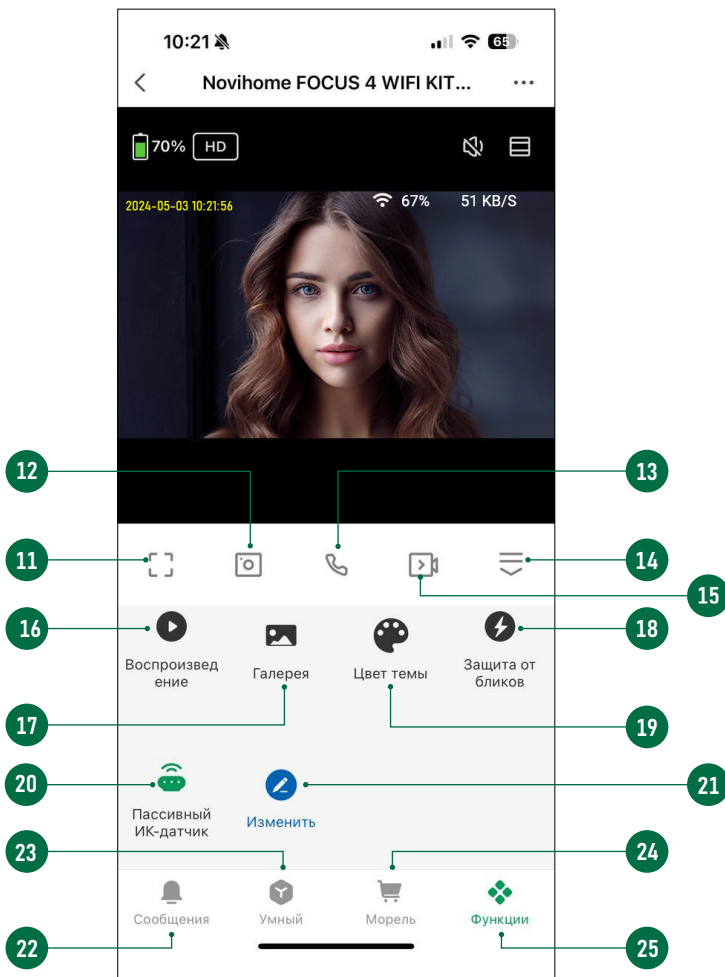 10:21 65
Novihome FOCUS 4 WIFI KIT...
70% HD
2024-05-03 10:21:56 67% 51 KB/S
12 13
11 14
15
16 18
Воспроизвед
ение
Галерея
Цвет темы
Защита от
бликов
17 19
20 21
Пассивный
ИК-датчик
Изменить
23 24
Сообщения Умный Морель Функции
22 25